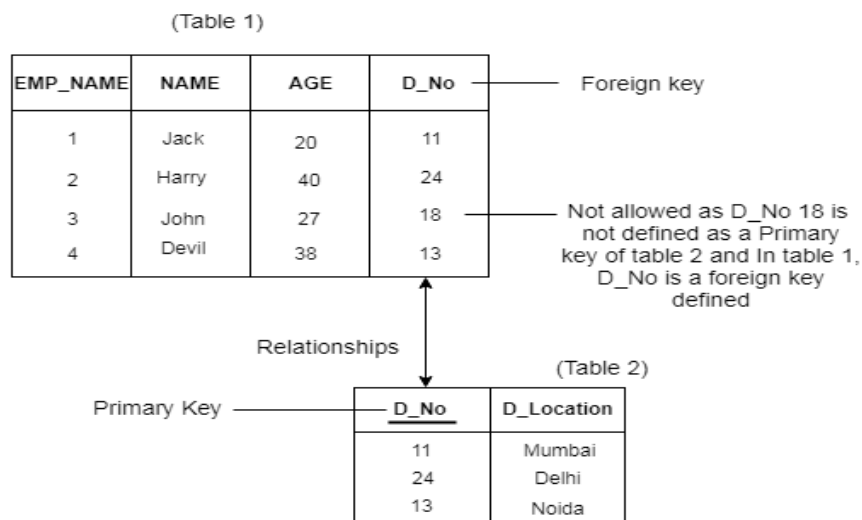 (Table 1)
EMP_NAME NAME AGE D_No Foreign key
1 Jack 20 11
2 Harry 40 24
3 John 27 18
4 Devil 38 13
Not allowed as D_No 18 is
not defined as a Primary
key of table 2 and In table 1,
D_No is a foreign key
defined
Relationships
(Table 2)
Primary Key D_No D_Location
11 Mumbai
24 Delhi
13 Noida